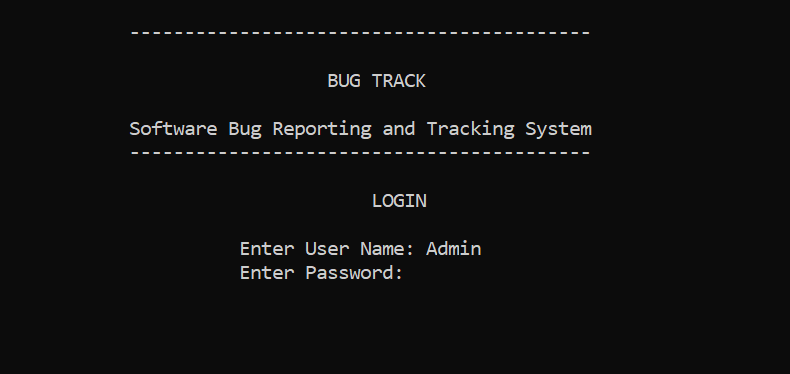 ------------------------------------------
BUG TRACK
Software Bug Reporting and Tracking System
------------------------------------------
LOGIN
Enter User Name: Admin
Enter Password: